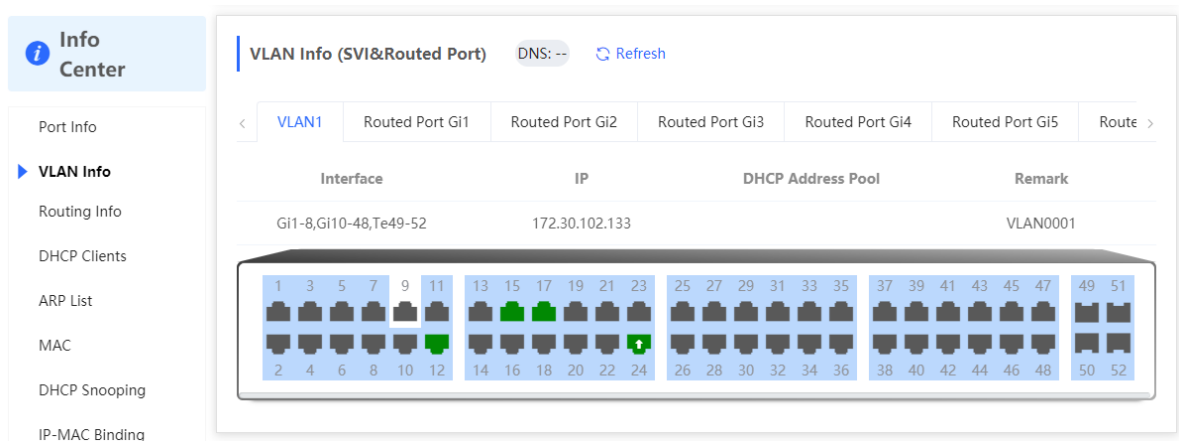 Info
Center
Port Info
VLAN Info
Routing Info
DHCP Clients
ARP List
MAC
DHCP Snooping
IP-MAC Binding
VLAN Info (SVI&Routed Port) DNS: -- Refresh
VLAN1 Routed Port Gi1 Routed Port Gi2 Routed Port Gi3 Routed Port Gi4 Routed Port Gi5 Route
Interface IP DHCP Address Pool Remark
Gi1-8,Gi10-48,Te49-52 172.30.102.133 VLAN0001
1 3 5 7 9 11 13 15 17 19 21 23 25 27 29 31 33 35 37 39 41 43 45 47 49 51
2 4 6 8 10 12 14 16 18 20 22 24 26 28 30 32 34 36 38 40 42 44 46 48 50 52